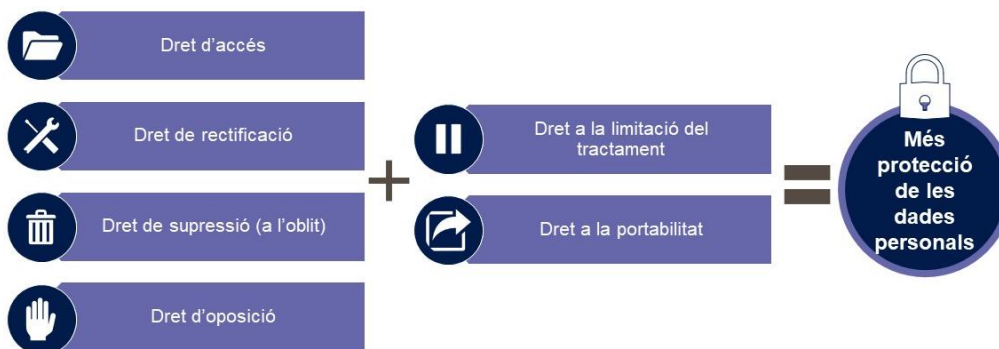 Dret d’accés
Dret de rectificació
Dret de supressió (a l’oblit)
Dret d’oposició
+
Dret a la limitació del
tractament
Dret a la portabilitat
=
Més
protecció
de les
dades
personals